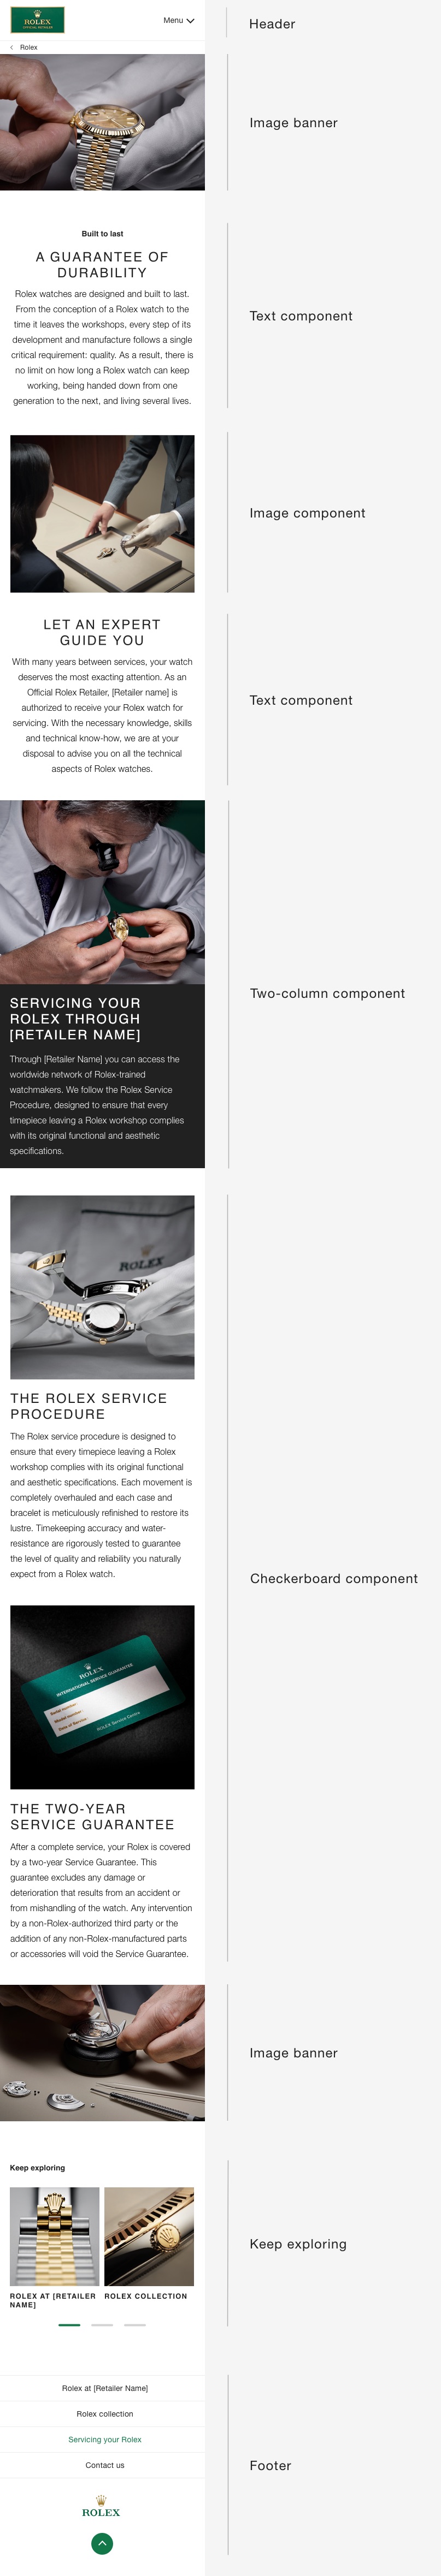 ROLEX
OFFICIAL RETAILER
Menu
Header
Rolex
Image banner
Built to last
A GUARANTEE OF
DURABILITY
Rolex watches are designed and built to last.
From the conception of a Rolex watch to the
time it leaves the workshops, every step of its
development and manufacture follows a single
critical requirement: quality. As a result, there is
no limit on how long a Rolex watch can keep
working, being handed down from one
generation to the next, and living several lives.
Text component
Image component
LET AN EXPERT
GUIDE YOU
With many years between services, your watch
deserves the most exacting attention. As an
Official Rolex Retailer, [Retailer name] is
authorized to receive your Rolex watch for
servicing. With the necessary knowledge, skills
and technical know-how, we are at your
disposal to advise you on all the technical
aspects of Rolex watches.
Text component
SERVICING YOUR
ROLEX THROUGH
[RETAILER NAME]
Through [Retailer Name] you can access the
worldwide network of Rolex-trained
watchmakers. We follow the Rolex Service
Procedure, designed to ensure that every
timepiece leaving a Rolex workshop complies
with its original functional and aesthetic
specifications.
Two-column component
ROLEX
THE ROLEX SERVICE
PROCEDURE
The Rolex service procedure is designed to
ensure that every timepiece leaving a Rolex
workshop complies with its original functional
and aesthetic specifications. Each movement is
completely overhauled and each case and
bracelet is meticulously refinished to restore its
lustre. Timekeeping accuracy and water-
resistance are rigorously tested to guarantee
the level of quality and reliability you naturally
expect from a Rolex watch.
Checkerboard component
ROLEX
INTERNATIONAL SERVICE GUARANTEE
Serial number
Model number
Date of Service
ROLEX Service Centre
THE TWO-YEAR
SERVICE GUARANTEE
After a complete service, your Rolex is covered
by a two-year Service Guarantee. This
guarantee excludes any damage or
deterioration that results from an accident or
from mishandling of the watch. Any intervention
by a non-Rolex-authorized third party or the
addition of any non-Rolex-manufactured parts
or accessories will void the Service Guarantee.
Image banner
Keep exploring
ROLEX AT [RETAILER
NAME]
ROLEX COLLECTION
Keep exploring
Rolex at [Retailer Name]
Rolex collection
Servicing your Rolex
Contact us
Footer
ROLEX